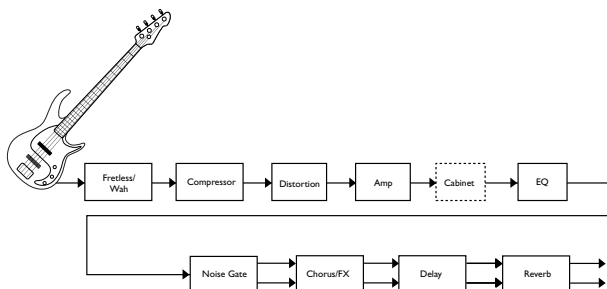 Fretless/
Wah
Compressor
Distortion
Amp
Cabinet
EQ
Noise Gate
Chorus/FX
Delay
Reverb